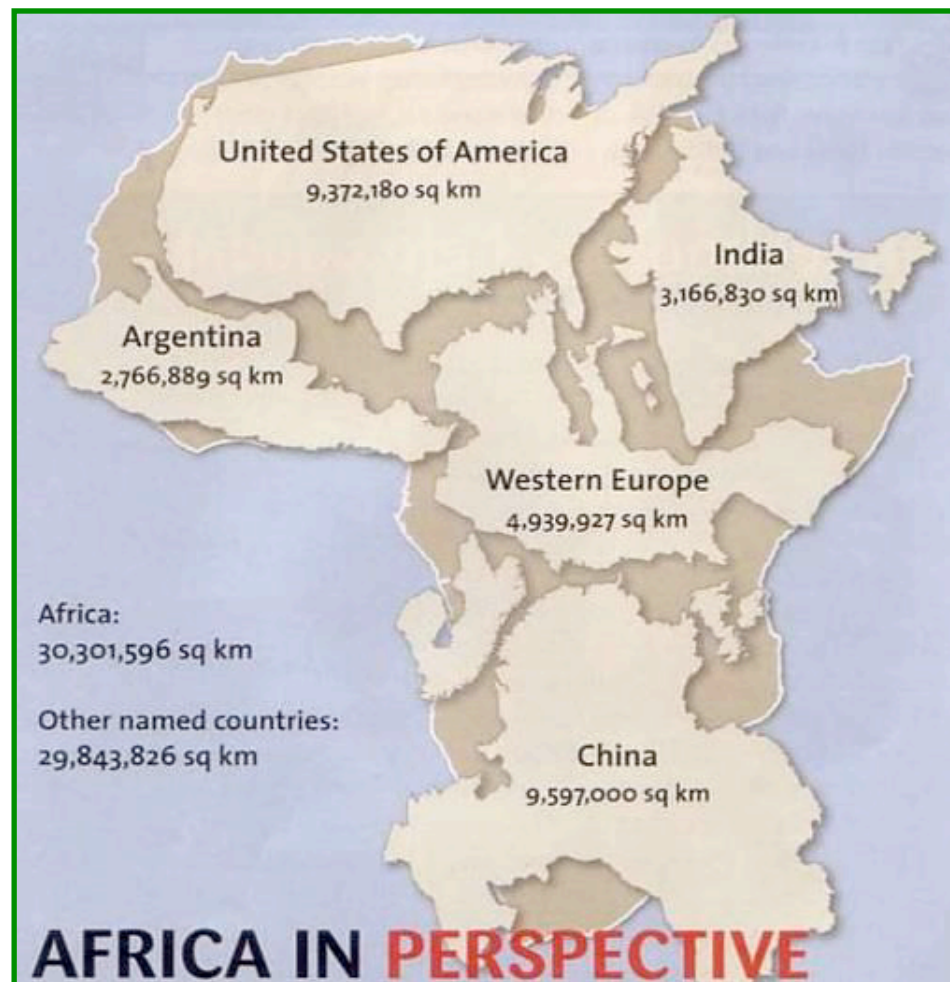 United States of America
9,372,180 sq km
India
3,166,830 sq km
Argentina
2,766,889 sq km
Western Europe
4,939,927 sq km
Africa:
30,301,596 sq km
Other named countries:
29,843,826 sq km
China
9,597,000 sq km
AFRICA IN PERSPECTIVE